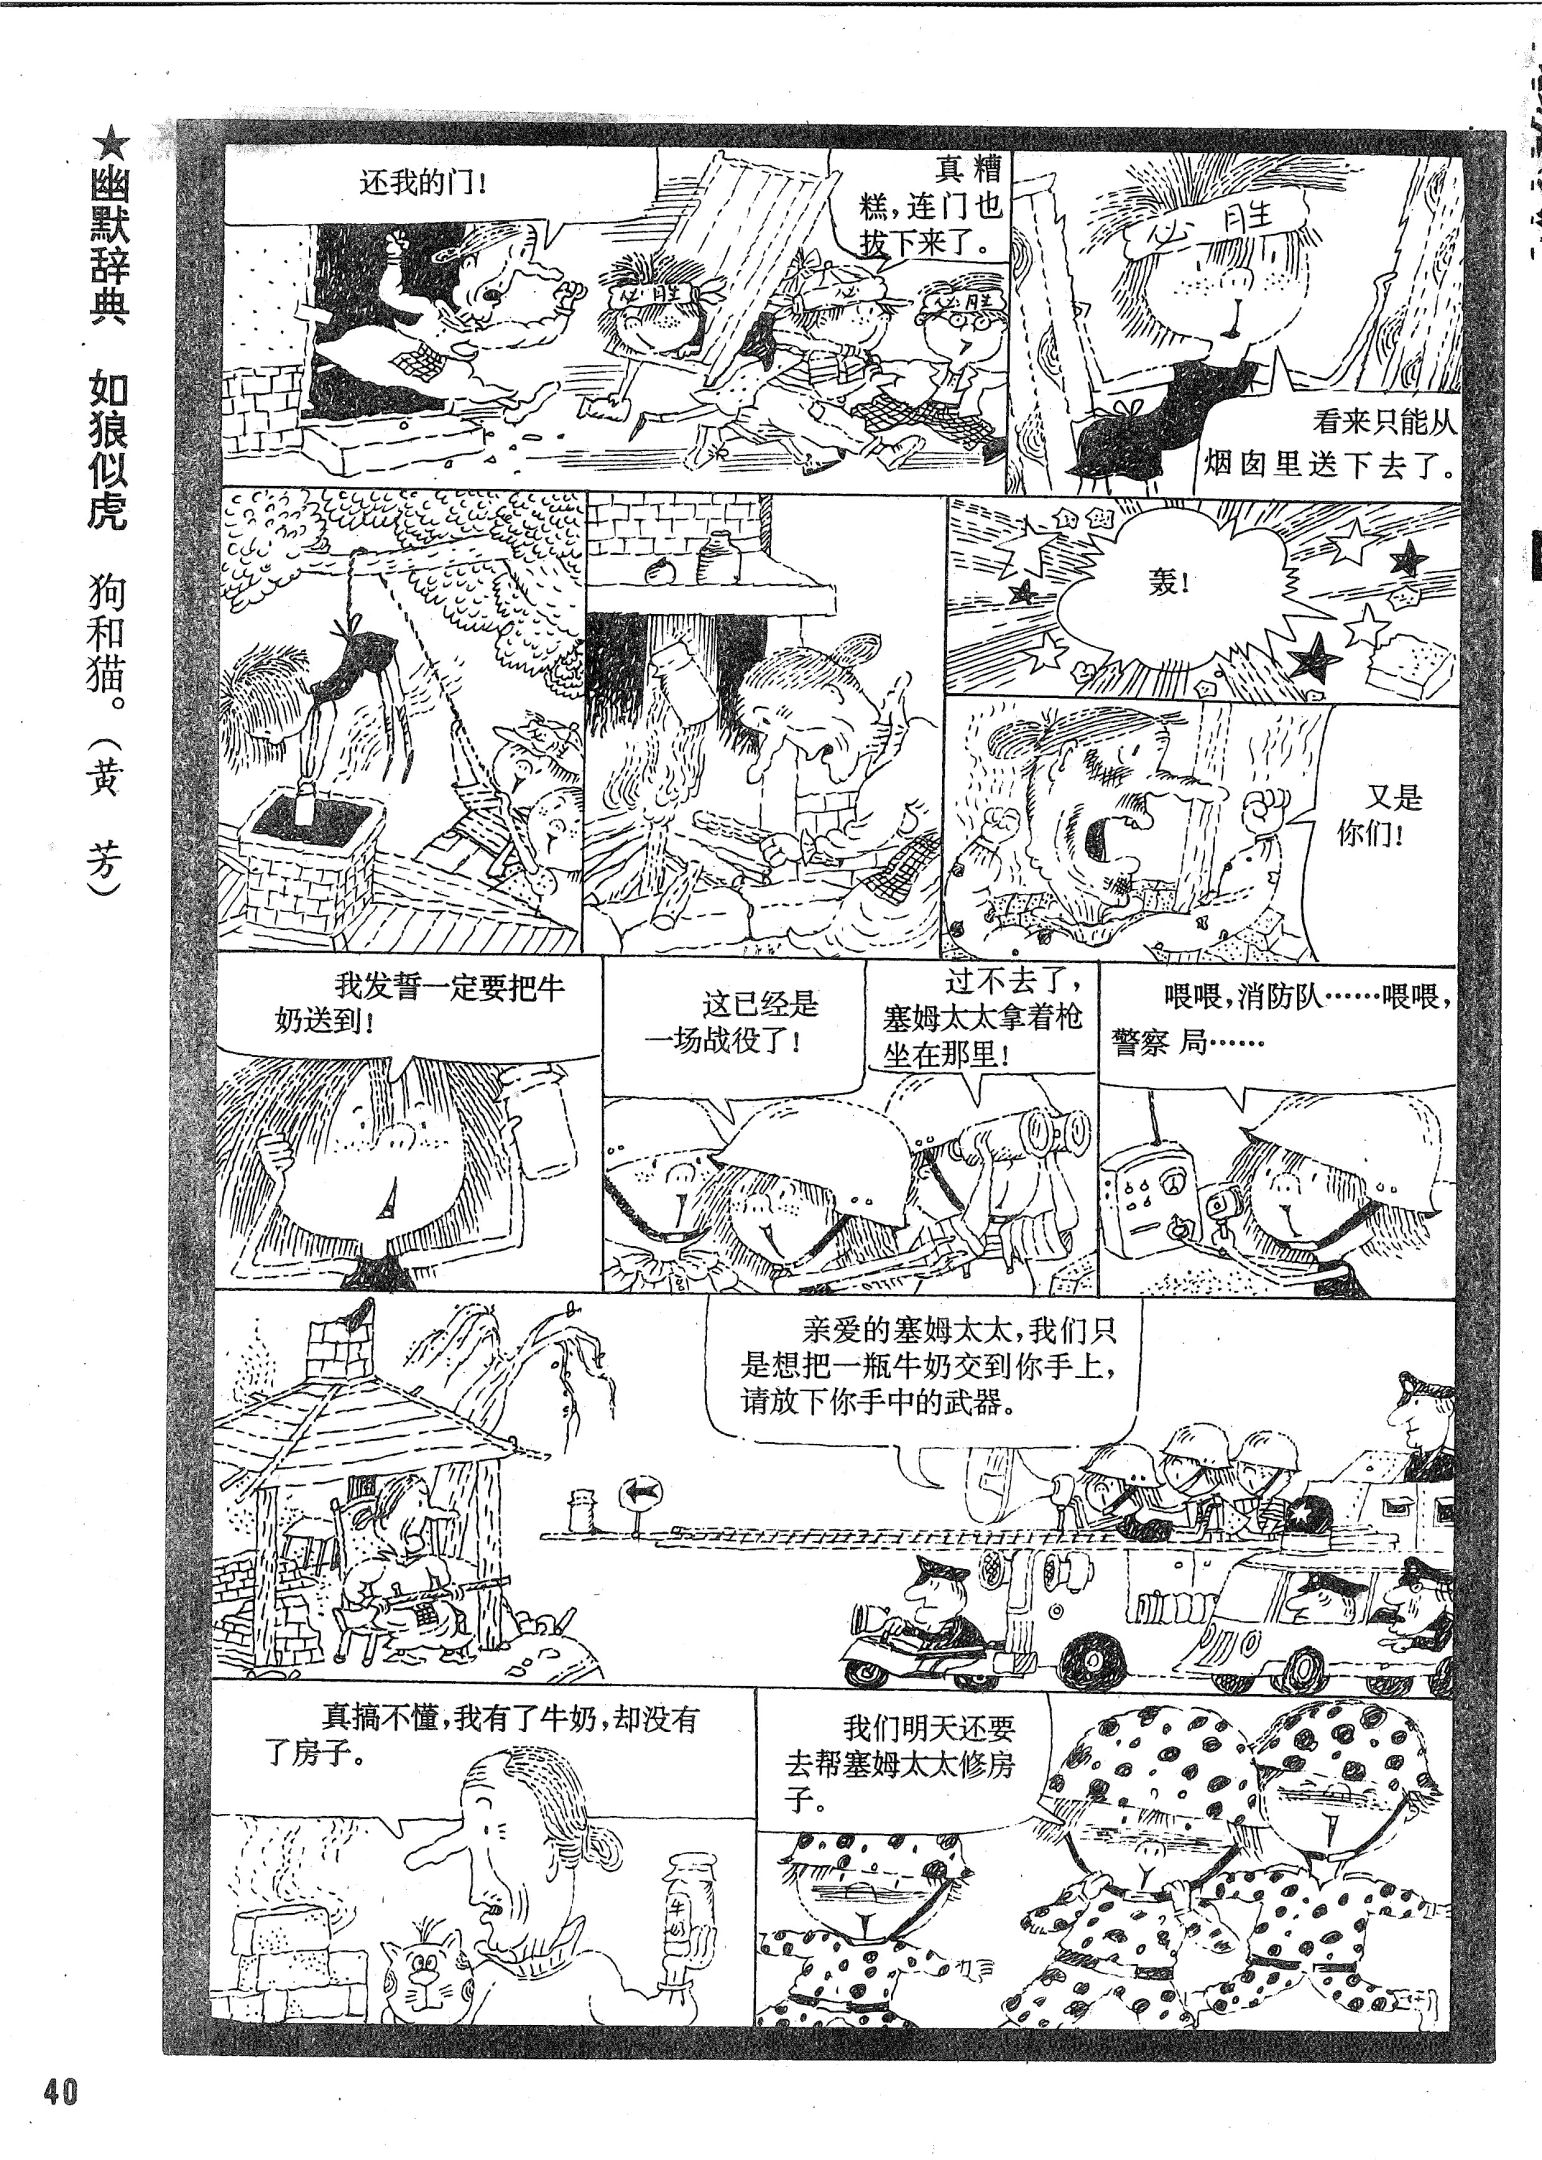 ★幽默辞典 如狼似虎 狗和猫。（黄 芳）
还我的门！
真糟
糕，连门也
拔下来了。
必胜
必
必胜
必胜
看来只能从
烟囱里送下去了。
必
轰！
又是
你们！
我发誓一定要把牛
奶送到！
这已经是
一场战役了！
过不去了，
塞姆太太拿着枪
坐在那里！
喂喂，消防队……喂喂，
警察 局……
亲爱的塞姆太太，我们只
是想把一瓶牛奶交到你手上，
请放下你手中的武器。
真搞不懂，我有了牛奶，却没有
了房子。
牛
奶
我们明天还要
去帮塞姆太太修房
子。
40